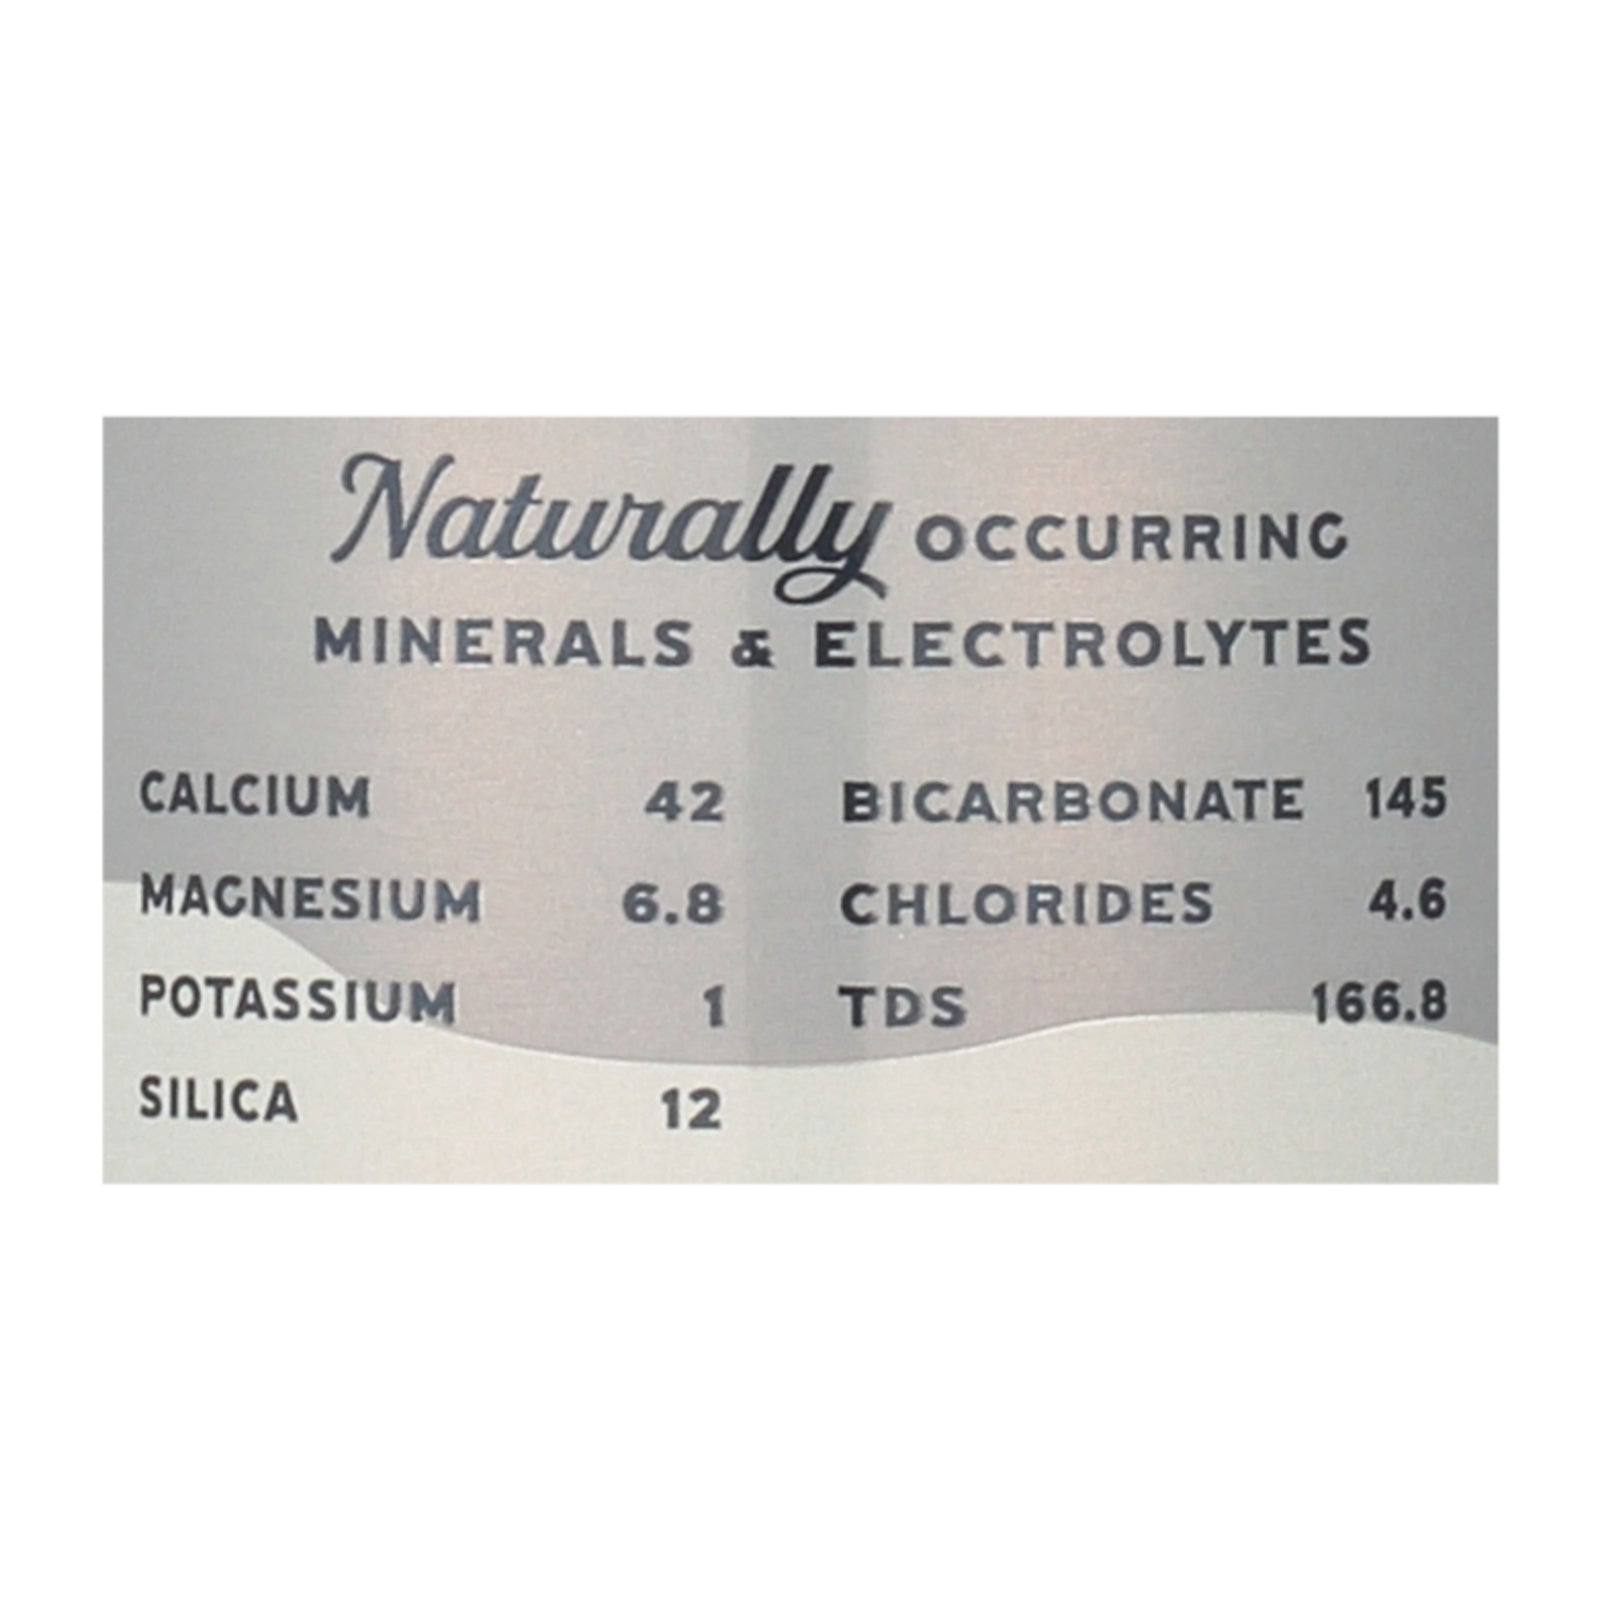 Naturally OCCURRING
MINERALS & ELECTROLYTES
CALCIUM 42
MAGNESIUM 6.8
POTASSIUM 1
SILICA 12
BICARBONATE 145
CHLORIDES 4.6
TDS 166.8